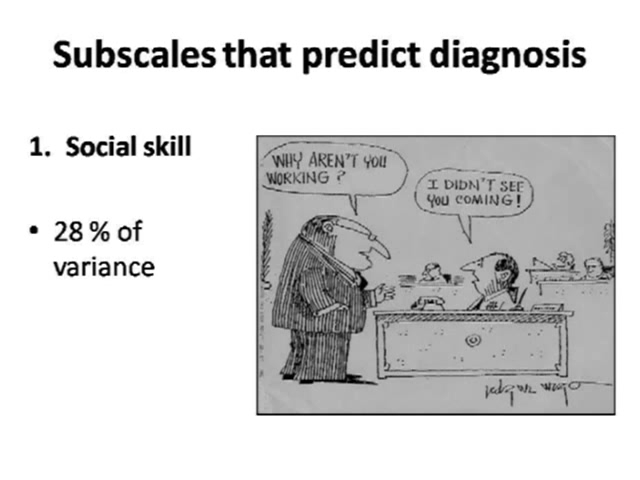 Subscales that predict diagnosis
1. Social skill
• 28 % of
variance
WHY AREN'T YOU
WORKING ?
I DIDN'T SEE
YOU COMING!